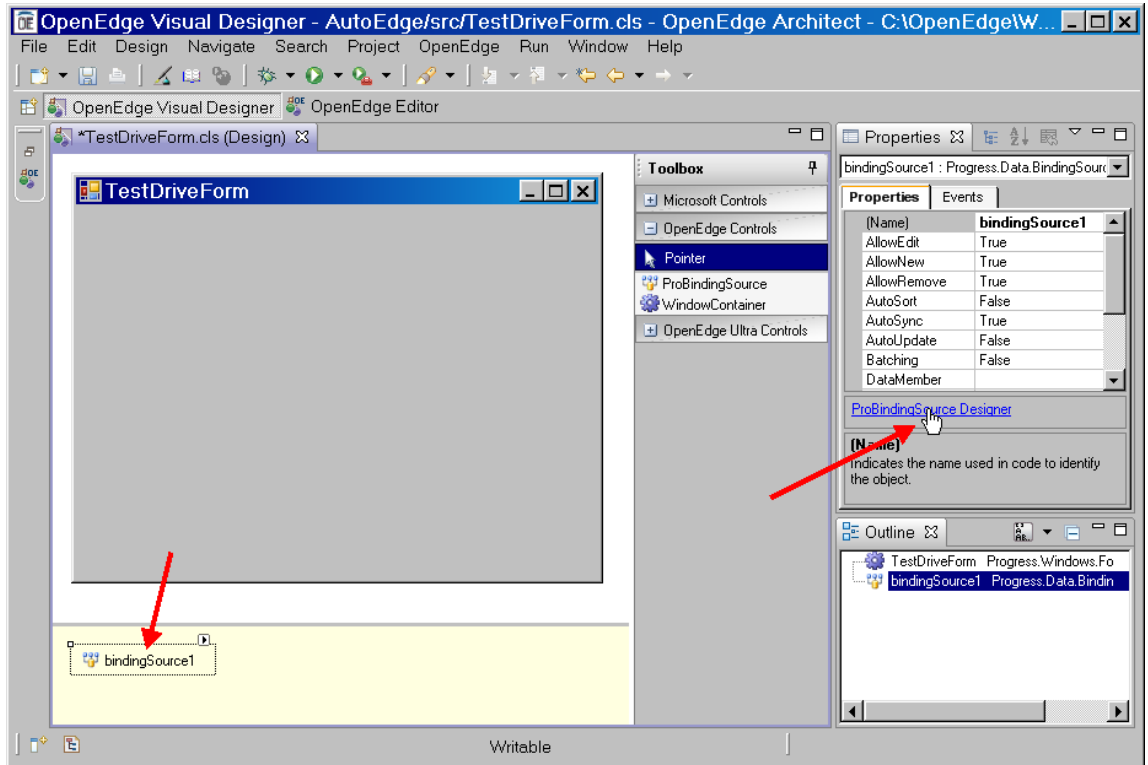 OpenEdge Visual Designer - AutoEdge/src/TestDriveForm.cls - OpenEdge Architect - C:\OpenEdge\W...
File Edit Design Navigate Search Project OpenEdge Run Window Help
OpenEdge Visual Designer OpenEdge Editor
*TestDriveForm.cls (Design)
TestDriveForm
bindingSource1
Toolbox
Microsoft Controls
OpenEdge Controls
Pointer
ProBindingSource
WindowContainer
OpenEdge Ultra Controls
Properties
bindingSource1 : Progress.Data.BindingSourc
Properties Events
(Name) bindingSource1
AllowEdit True
AllowNew True
AllowRemove True
AutoSort False
AutoSync True
AutoUpdate False
Batching False
DataMember
ProBindingSource Designer
(Name)
Indicates the name used in code to identify
the object.
Outline
TestDriveForm Progress.Windows.Fo
bindingSource1 Progress.Data.Bindin
Writable